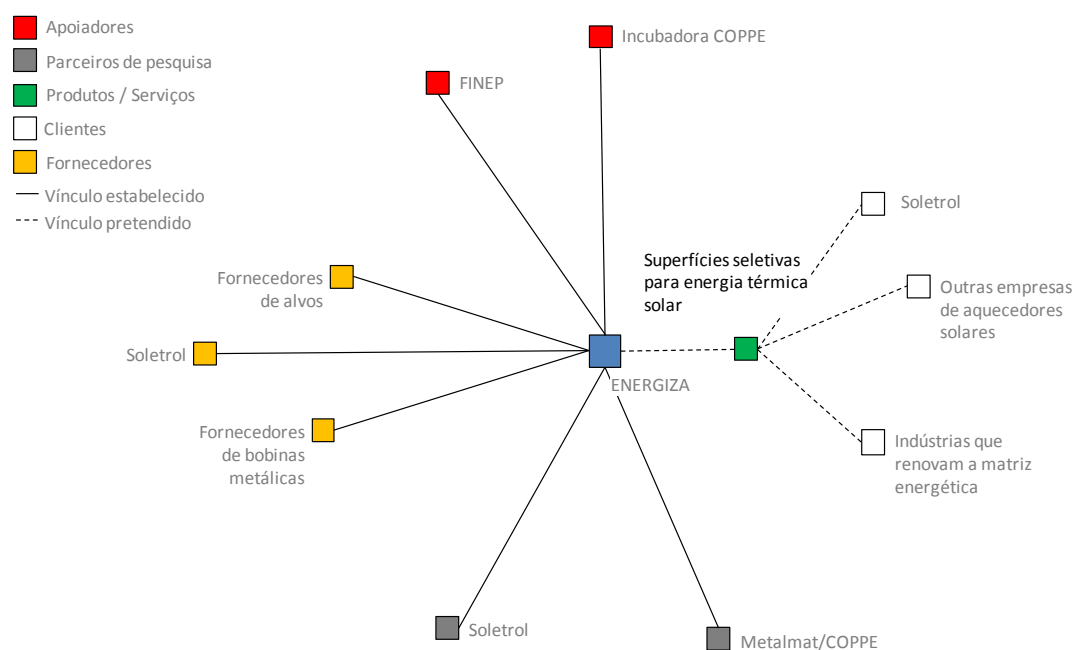 Apoiadores
Parceiros de pesquisa
Produtos / Serviços
Clientes
Fornecedores
Vínculo estabelecido
Vínculo pretendido
Incubadora COPPE
FINEP
Soletrol
Superfícies seletivas
para energia térmica
solar
Outras empresas
de aquecedores
solares
Fornecedores
de alvos
Soletrol
ENERGIZA
Fornecedores
de bobinas
metálicas
Indústrias que
renovam a matriz
energética
Soletrol
Metalmat/COPPE